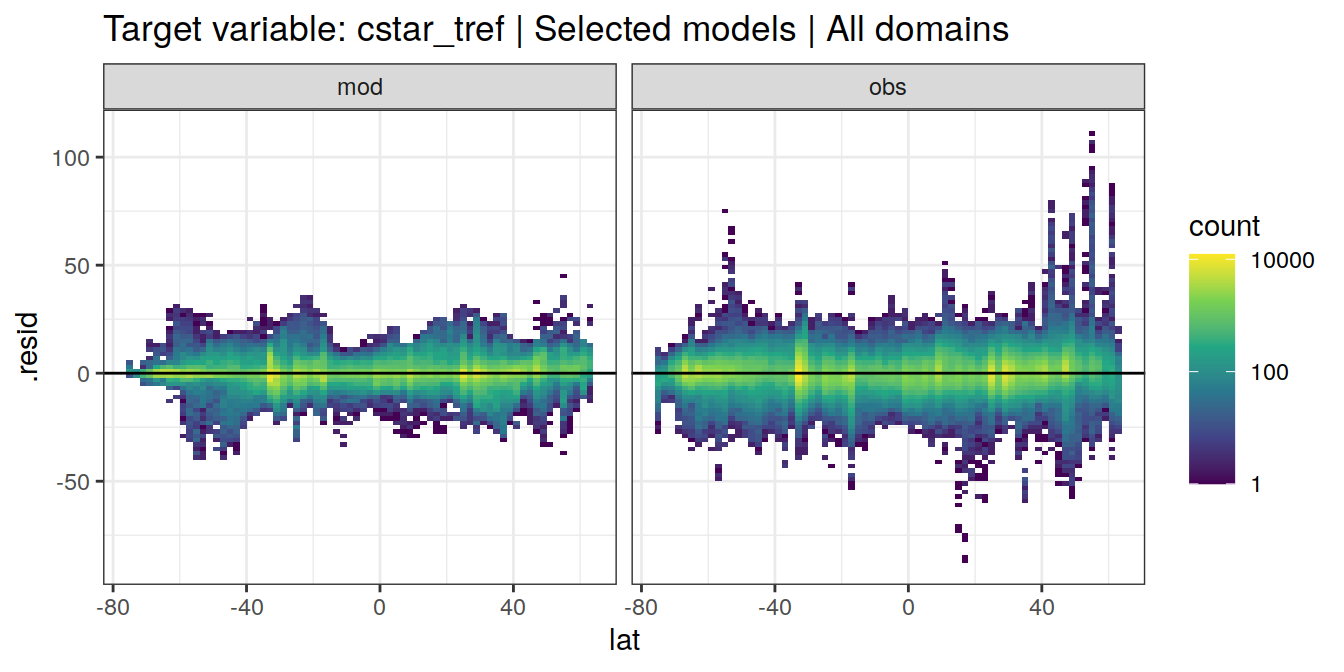 Target variable: cstar_tref | Selected models | All domains
mod
obs
100
50
0
-50
.resid
-80
-40
0
40
-80
-40
0
40
lat
count
10000
100
1